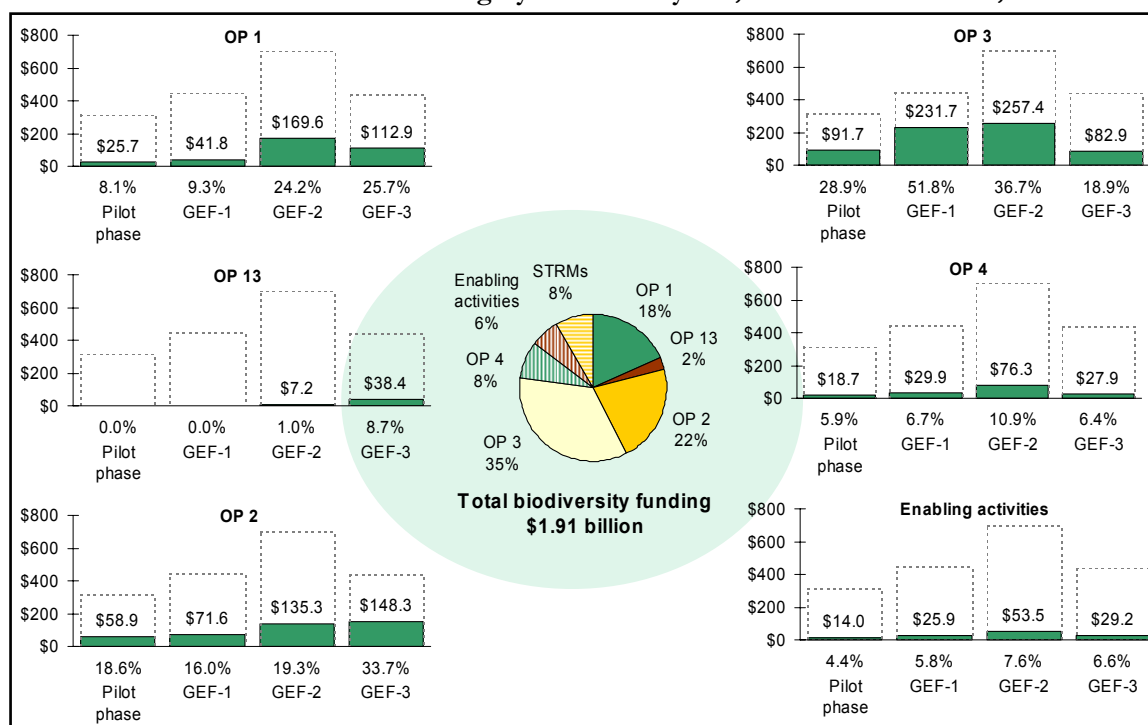 OP 1
$800
$600
$400
$200
$0
$25.7
$41.8
$169.6
$112.9
8.1% 9.3% 24.2% 25.7%
Pilot phase GEF-1 GEF-2 GEF-3
OP 3
$800
$600
$400
$200
$0
$91.7
$231.7
$257.4
$82.9
28.9% 51.8% 36.7% 18.9%
Pilot phase GEF-1 GEF-2 GEF-3
OP 13
$800
$600
$400
$200
$0
$7.2
$38.4
0.0% 0.0% 1.0% 8.7%
Pilot phase GEF-1 GEF-2 GEF-3
STRMs
8%
Enabling
activities
6%
OP 1
18%
OP 13
2%
OP 4
8%
OP 2
22%
OP 3
35%
Total biodiversity funding
$1.91 billion
OP 4
$800
$600
$400
$200
$0
$18.7
$29.9
$76.3
$27.9
5.9% 6.7% 10.9% 6.4%
Pilot phase GEF-1 GEF-2 GEF-3
OP 2
$800
$600
$400
$200
$0
$58.9
$71.6
$135.3
$148.3
18.6% 16.0% 19.3% 33.7%
Pilot phase GEF-1 GEF-2 GEF-3
Enabling activities
$800
$600
$400
$200
$0
$14.0
$25.9
$53.5
$29.2
4.4% 5.8% 7.6% 6.6%
Pilot phase GEF-1 GEF-2 GEF-3